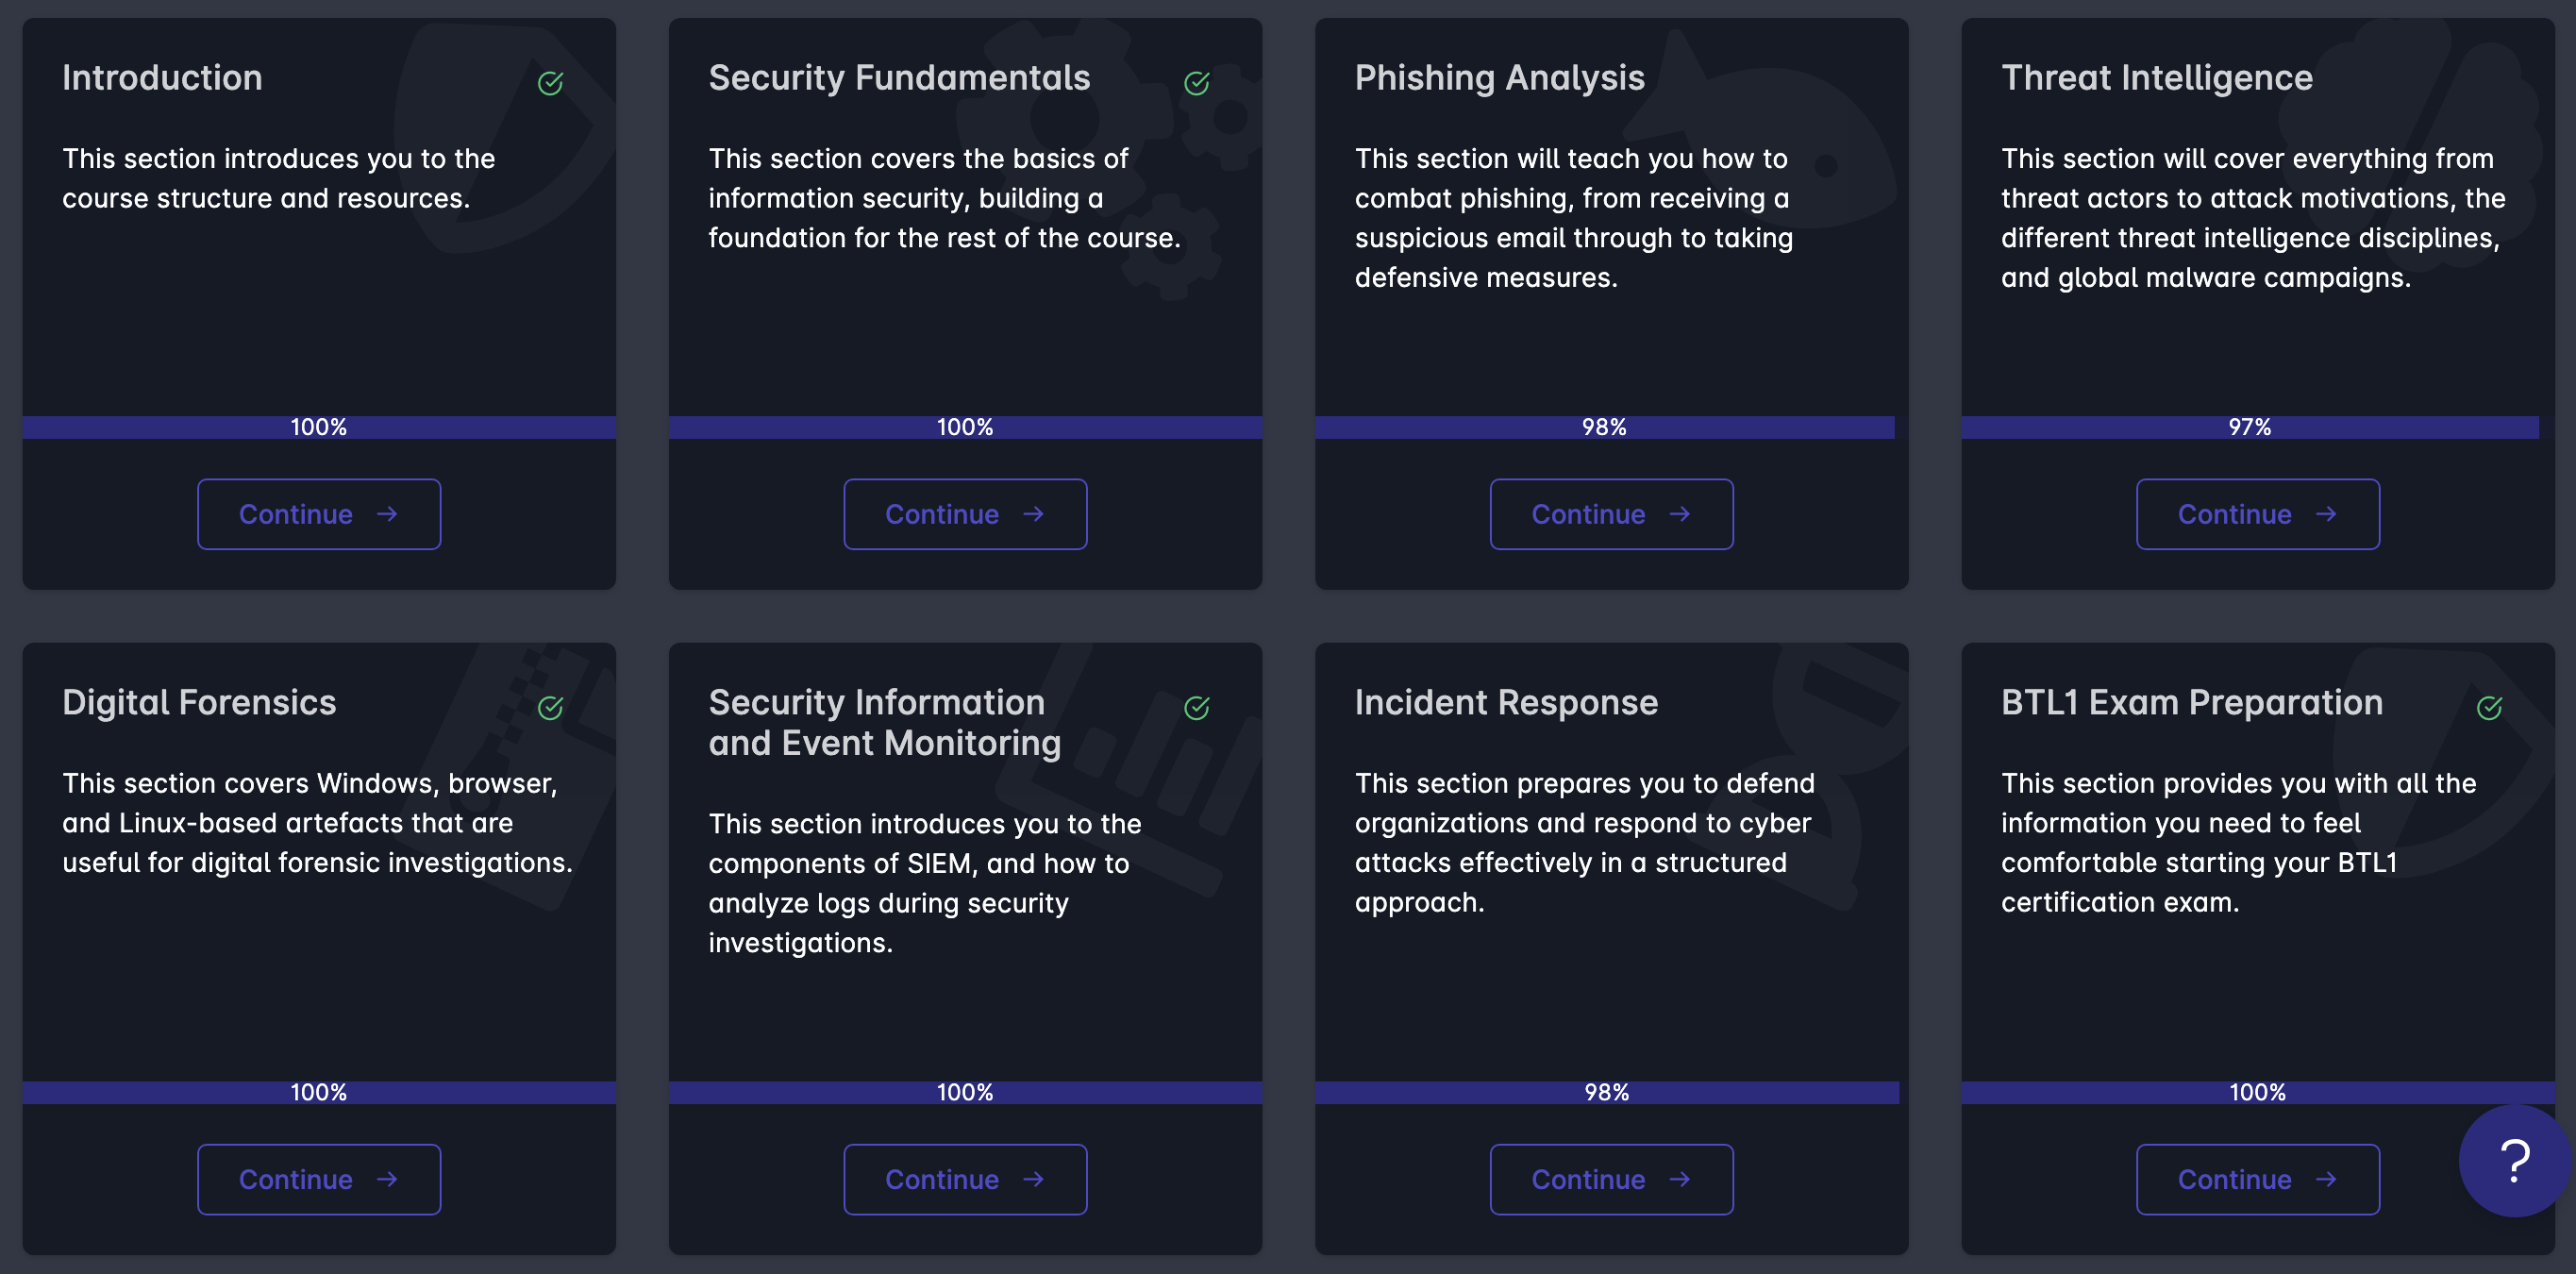 Introduction
This section introduces you to the
course structure and resources.
100%
Continue →
Security Fundamentals
This section covers the basics of
information security, building a
foundation for the rest of the course.
100%
Continue →
Phishing Analysis
This section will teach you how to
combat phishing, from receiving a
suspicious email through to taking
defensive measures.
98%
Continue →
Threat Intelligence
This section will cover everything from
threat actors to attack motivations, the
different threat intelligence disciplines,
and global malware campaigns.
97%
Continue →
Digital Forensics
This section covers Windows, browser,
and Linux-based artefacts that are
useful for digital forensic investigations.
100%
Continue →
Security Information
and Event Monitoring
This section introduces you to the
components of SIEM, and how to
analyze logs during security
investigations.
100%
Continue →
Incident Response
This section prepares you to defend
organizations and respond to cyber
attacks effectively in a structured
approach.
98%
Continue →
BTL1 Exam Preparation
This section provides you with all the
information you need to feel
comfortable starting your BTL1
certification exam.
100%
Continue →
?